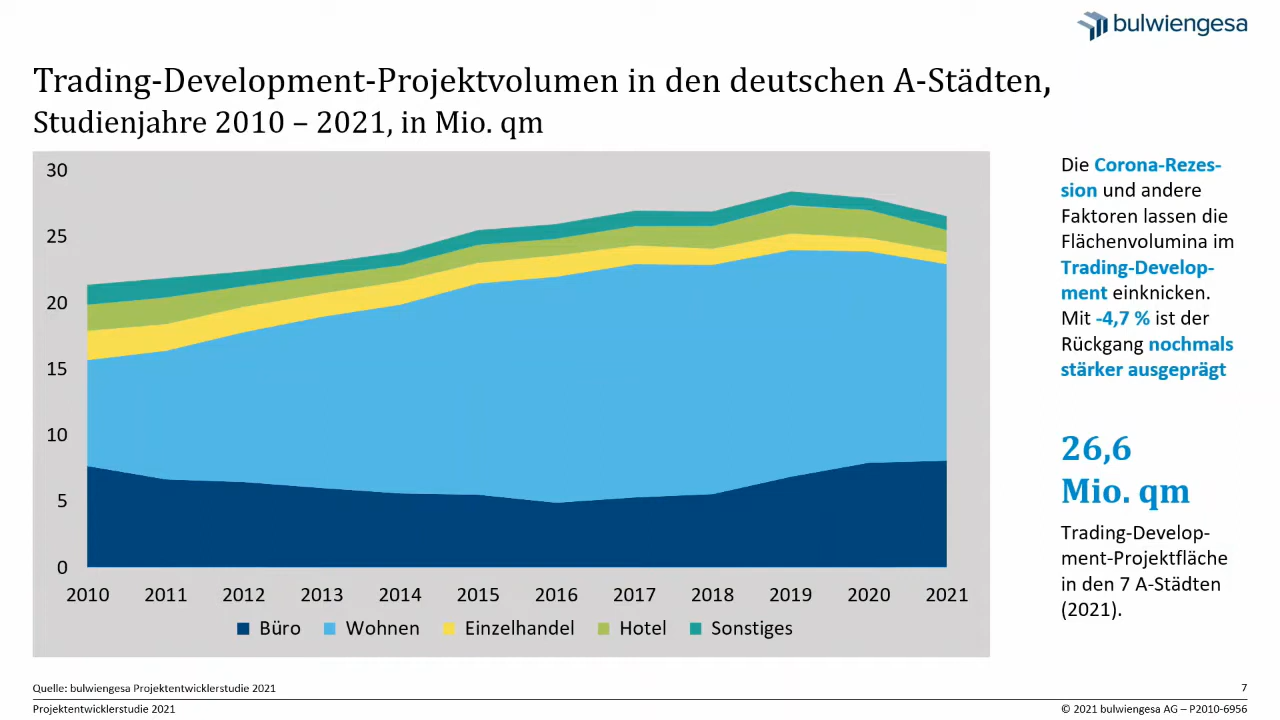 bulwiengesa
Trading-Development-Projektvolumen in den deutschen A-Städten,
Studienjahre 2010 – 2021, in Mio. qm
30
25
20
15
10
5
0
2010 2011 2012 2013 2014 2015 2016 2017 2018 2019 2020 2021
Büro Wohnen Einzelhandel Hotel Sonstiges
Die Corona-Rezes-
sion und andere
Faktoren lassen die
Flächenvolumina im
Trading-Develop-
ment einknicken.
Mit -4,7 % ist der
Rückgang nochmals
stärker ausgeprägt
26,6
Mio. qm
Trading-Develop-
ment-Projektfläche
in den 7 A-Städten
(2021).
Quelle: bulwiengesa Projektentwicklerstudie 2021
7
Projektentwicklerstudie 2021
© 2021 bulwiengesa AG – P2010-6956